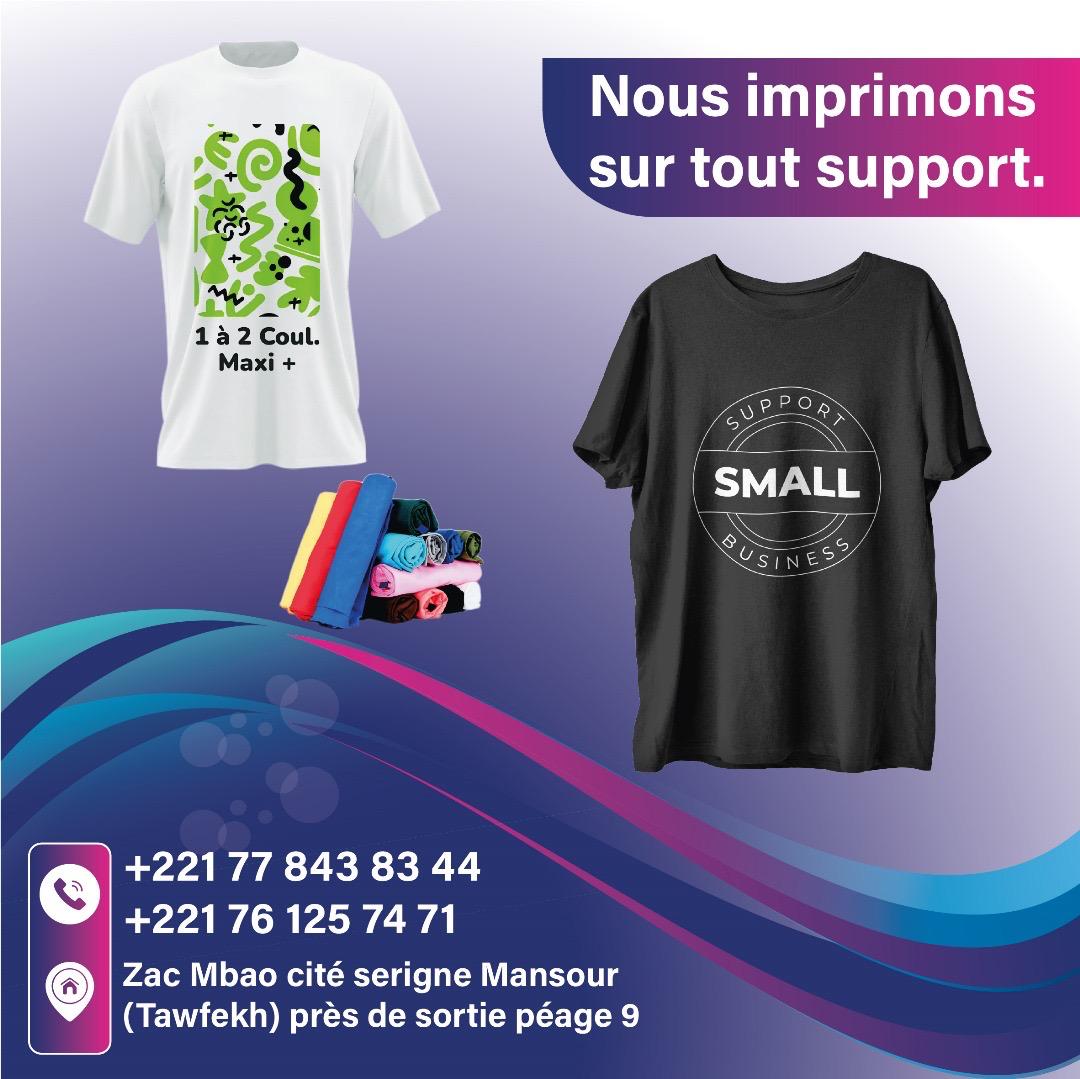 Nous imprimons
sur tout support.
1 à 2 Coul.
Maxi +
SUPPORT
SMALL
BUSINESS
+221 77 843 83 44
+221 76 125 74 71
Zac Mbao cité serigne Mansour
(Tawfekh) près de sortie péage 9